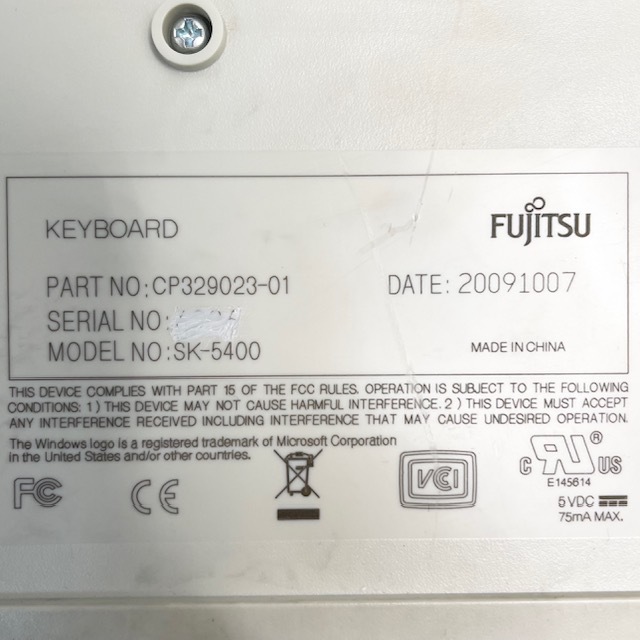 KEYBOARD
FUJITSU
PART NO.: CP329023-01
DATE: 20091007
SERIAL NO.:
MODEL NO.: SK-5400
MADE IN CHINA
THIS DEVICE COMPLIES WITH PART 15 OF THE FCC RULES. OPERATION IS SUBJECT TO THE FOLLOWING
CONDITIONS: 1) THIS DEVICE MAY NOT CAUSE HARMFUL INTERFERENCE. 2) THIS DEVICE MUST ACCEPT
ANY INTERFERENCE RECEIVED INCLUDING INTERFERENCE THAT MAY CAUSE UNDESIRED OPERATION.
The Windows logo is a registered trademark of Microsoft Corporation
in the United States and/or other countries.
FC
CE
VCI
c RU ® US
E145614
5 VDC
75mA MAX.